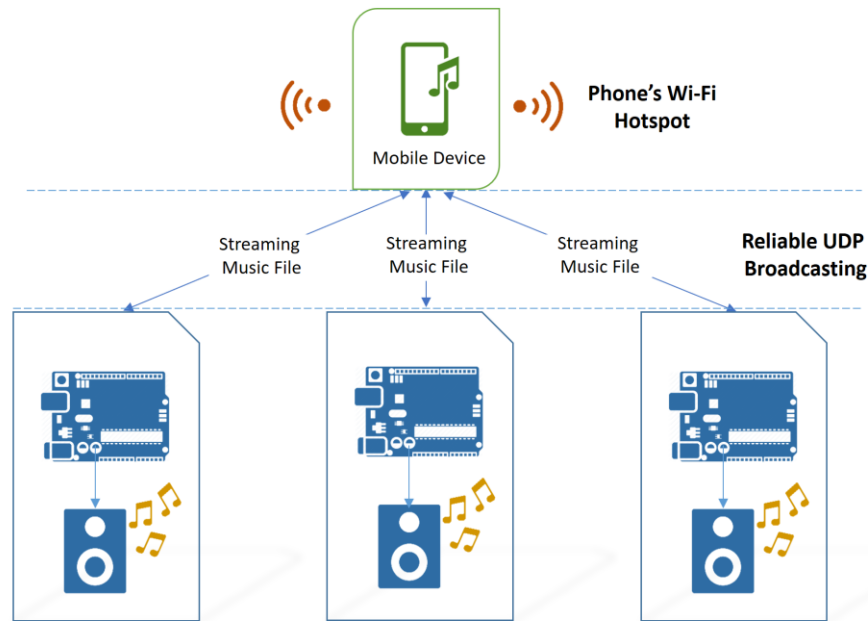 Mobile Device
Phone's Wi-Fi
Hotspot
Streaming
Music File
Streaming
Music File
Streaming
Music File
Reliable UDP
Broadcasting